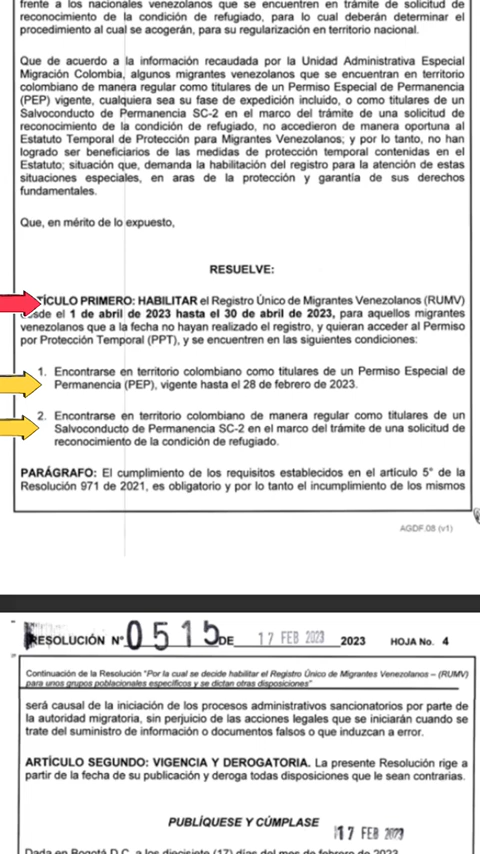 frente a los nacionales venezolanos que se encuentren en trámite de solicitud de
reconocimiento de la condición de refugiado, para lo cual deberán determinar el
procedimiento al cual se acogerán, para su regularización en territorio nacional.
Que de acuerdo a la información recaudada por la Unidad Administrativa Especial
Migración Colombia, algunos migrantes venezolanos que se encuentran en territorio
colombiano de manera regular como titulares de un Permiso Especial de Permanencia
(PEP) vigente, cualquiera sea su fase de expedición incluido, o como titulares de un
Salvoconducto de Permanencia SC-2 en el marco del trámite de una solicitud de
reconocimiento de la condición de refugiado, no accedieron de manera oportuna al
Estatuto Temporal de Protección para Migrantes Venezolanos; y por lo tanto, no han
logrado ser beneficiarios de las medidas de protección temporal contenidas en el
Estatuto; situación que, demanda la habilitación del registro para la atención de estas
situaciones especiales, en aras de la protección y garantía de sus derechos
fundamentales.
Que, en mérito de lo expuesto,
RESUELVE:
TÍCULO PRIMERO: HABILITAR el Registro Único de Migrantes Venezolanos (RUMV)
desde el 1 de abril de 2023 hasta el 30 de abril de 2023, para aquellos migrantes
venezolanos que a la fecha no hayan realizado el registro, y quieran acceder al Permiso
por Protección Temporal (PPT), y se encuentren en las siguientes condiciones:
1. Encontrarse en territorio colombiano como titulares de un Permiso Especial de
Permanencia (PEP), vigente hasta el 28 de febrero de 2023.
2. Encontrarse en territorio colombiano de manera regular como titulares de un
Salvoconducto de Permanencia SC-2 en el marco del trámite de una solicitud de
reconocimiento de la condición de refugiado.
PARÁGRAFO: El cumplimiento de los requisitos establecidos en el artículo 5° de la
Resolución 971 de 2021, es obligatorio y por lo tanto el incumplimiento de los mismos
AGDF.08 (v1)
RESOLUCIÓN N° 0515 DE 17 FEB 2023 2023 HOJA No. 4
Continuación de la Resolución "Por la cual se decide habilitar el Registro Único de Migrantes Venezolanos – (RUMV)
para unos grupos poblacionales específicos y se dictan otras disposiciones"
será causal de la iniciación de los procesos administrativos sancionatorios por parte de
la autoridad migratoria, sin perjuicio de las acciones legales que se iniciarán cuando se
trate del suministro de información o documentos falsos o que induzcan a error.
ARTÍCULO SEGUNDO: VIGENCIA Y DEROGATORIA. La presente Resolución rige a
partir de la fecha de su publicación y deroga todas disposiciones que le sean contrarias.
PUBLÍQUESE Y CÚMPLASE
17 FEB 2023
Dada en Bogotá D.C. a los diecisiete (17) días del mes de febrero de 2023